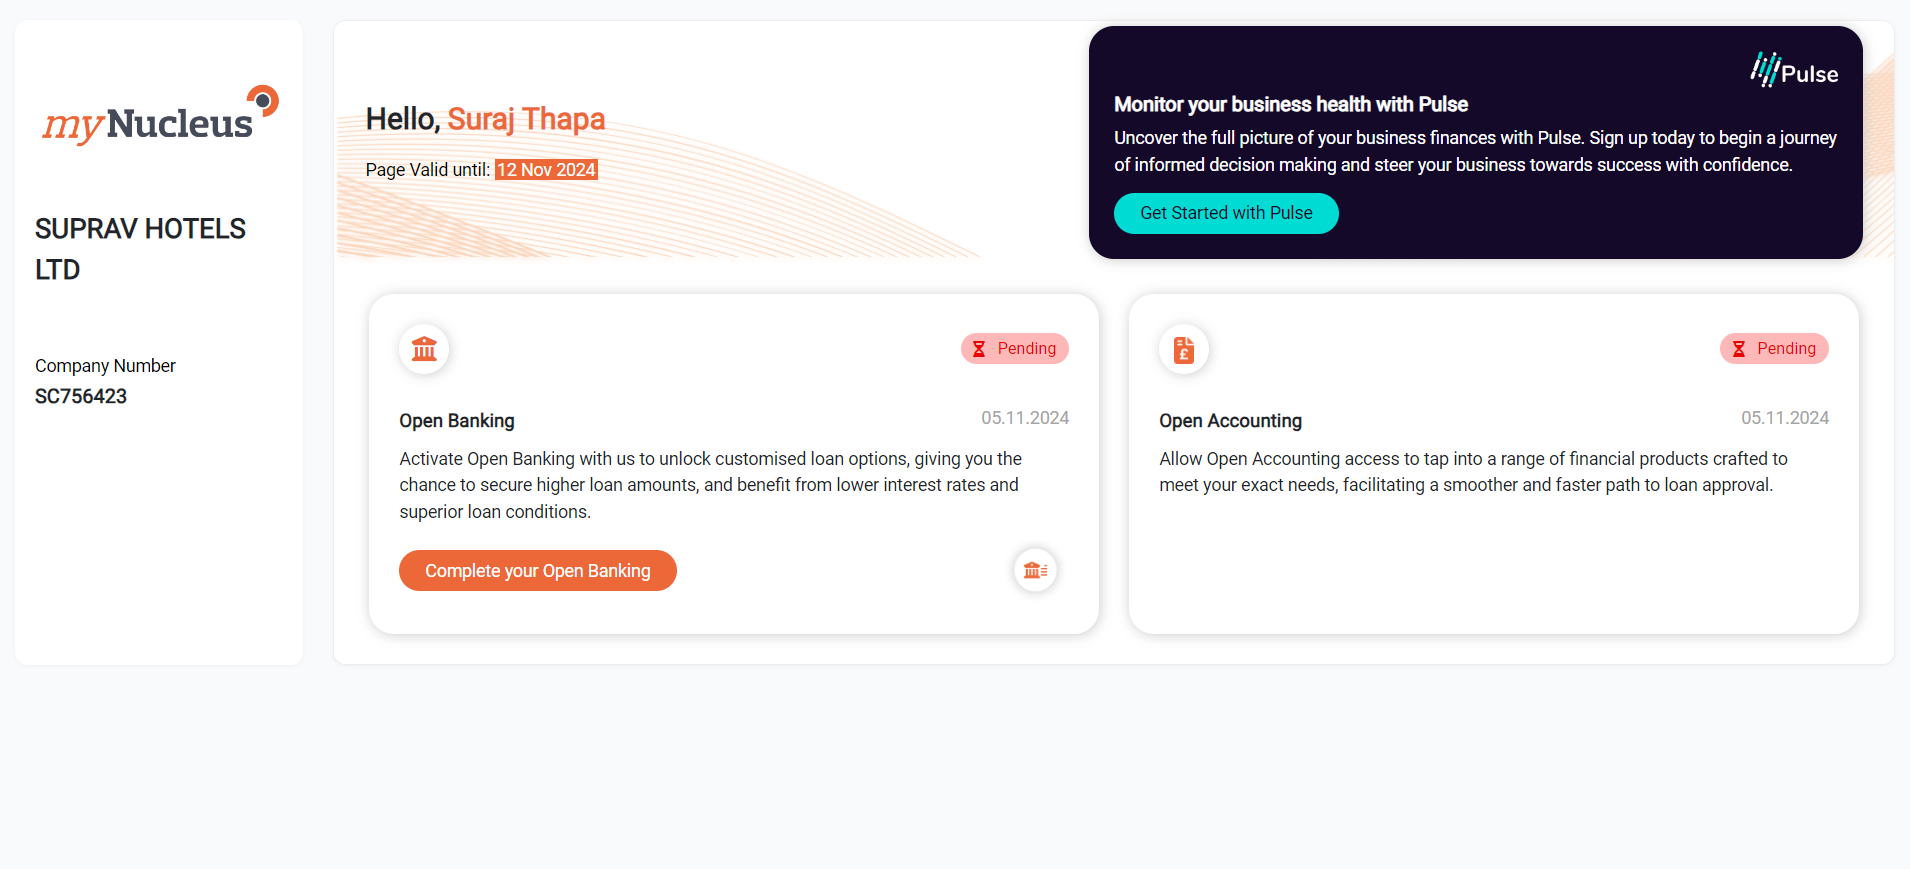 myNucleus
SUPRAV HOTELS
LTD
Company Number
SC756423
Hello, Suraj Thapa
Page Valid until: 12 Nov 2024
Pulse
Monitor your business health with Pulse
Uncover the full picture of your business finances with Pulse. Sign up today to begin a journey
of informed decision making and steer your business towards success with confidence.
Get Started with Pulse
Pending
Open Banking
05.11.2024
Activate Open Banking with us to unlock customised loan options, giving you the
chance to secure higher loan amounts, and benefit from lower interest rates and
superior loan conditions.
Complete your Open Banking
Pending
Open Accounting
05.11.2024
Allow Open Accounting access to tap into a range of financial products crafted to
meet your exact needs, facilitating a smoother and faster path to loan approval.